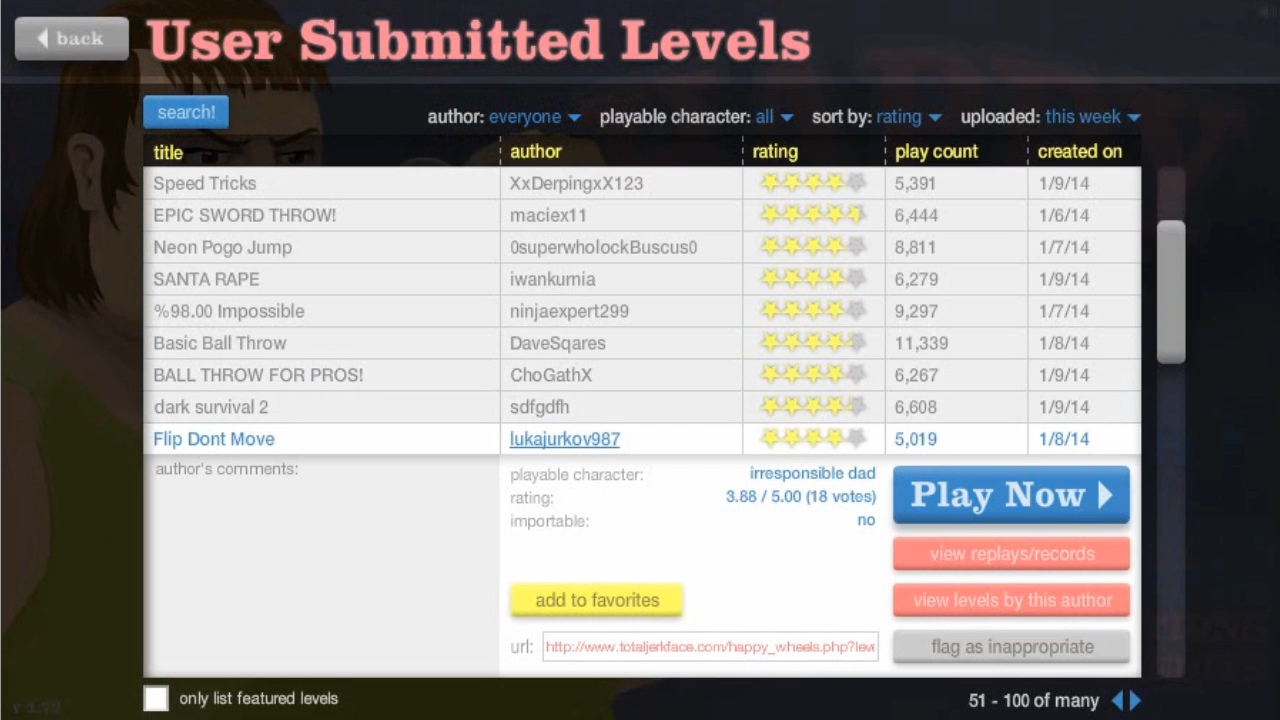 back
User Submitted Levels
search!
author: everyone playable character: all sort by: rating uploaded: this week
title author rating play count created on
Speed Tricks XxDerpingxX123 5,391 1/9/14
EPIC SWORD THROW! maciex11 6,444 1/6/14
Neon Pogo Jump 0superwholockBuscus0 8,811 1/7/14
SANTA RAPE iwankurnia 6,279 1/9/14
%98.00 Impossible ninjaexpert299 9,297 1/7/14
Basic Ball Throw DaveSqares 11,339 1/8/14
BALL THROW FOR PROS! ChoGathX 6,267 1/9/14
dark survival 2 sdfgdfh 6,608 1/9/14
Flip Dont Move lukajurkov987 5,019 1/8/14
author's comments:
playable character: irresponsible dad
rating: 3.88 / 5.00 (18 votes)
importable: no
Play Now
view replays/records
add to favorites
view levels by this author
url: http://www.totaljerkface.com/happy_wheels.php?lev
flag as inappropriate
only list featured levels
51 - 100 of many